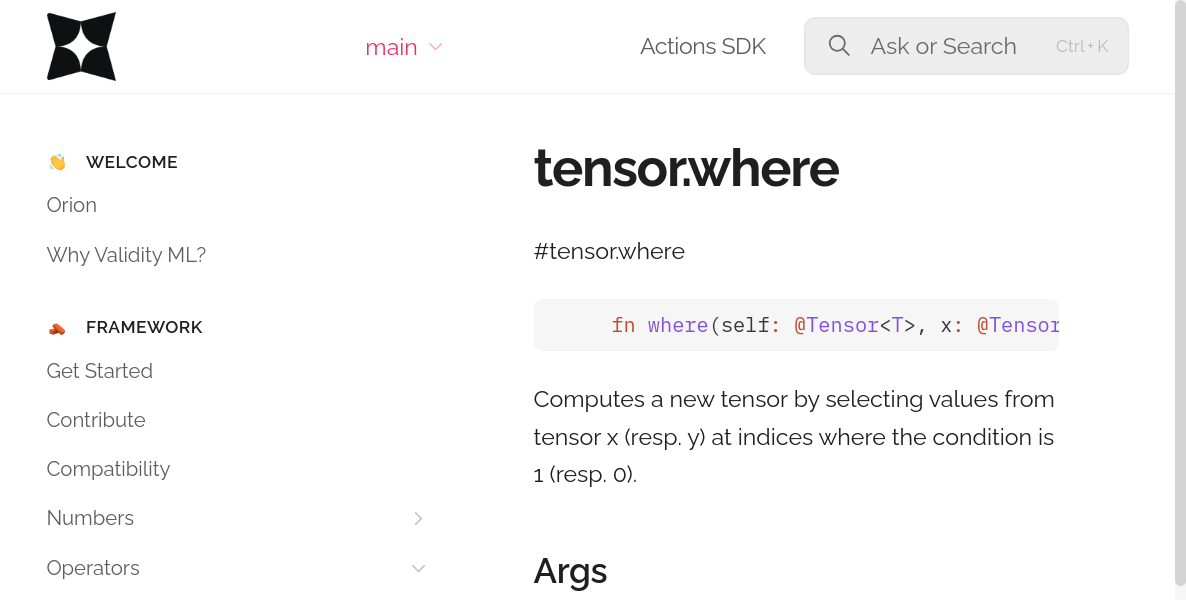 main
Actions SDK
Ask or Search
Ctrl + K
WELCOME
Orion
Why Validity ML?
FRAMEWORK
Get Started
Contribute
Compatibility
Numbers
Operators
tensor.where
#tensor.where
fn where(self: @Tensor<T>, x: @Tensor
Computes a new tensor by selecting values from
tensor x (resp. y) at indices where the condition is
1 (resp. 0).
Args